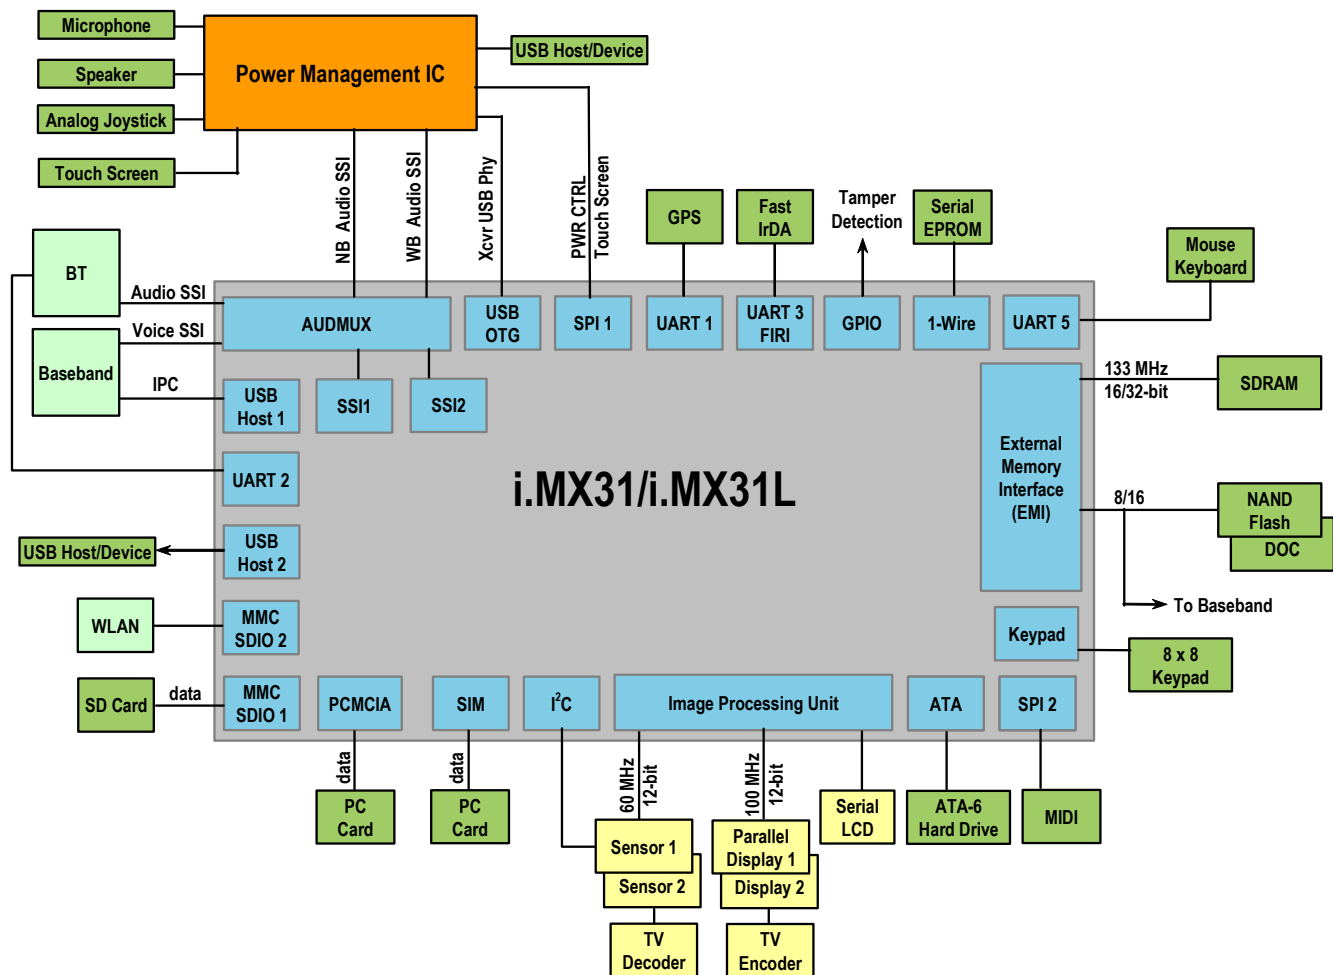 Microphone
Speaker
Analog Joystick
Touch Screen
Power Management IC
USB Host/Device
NB Audio SSI
WB Audio SSI
Xcvr USB Phy
PWR CTRL
Touch Screen
GPS
Fast
IrDA
Tamper
Detection
Serial
EPROM
Mouse
Keyboard
BT
Audio SSI
Voice SSI
Baseband
IPC
AUDMUX
USB
OTG
SPI 1
UART 1
UART 3
FIRI
GPIO
1-Wire
UART 5
USB
Host 1
SSI1
SSI2
133 MHz
16/32-bit
SDRAM
External
Memory
Interface
(EMI)
UART 2
i.MX31/i.MX31L
8/16
NAND
Flash
DOC
USB Host/Device
USB
Host 2
To Baseband
WLAN
MMC
SDIO 2
Keypad
8 x 8
Keypad
SD Card
data
MMC
SDIO 1
PCMCIA
SIM
I²C
Image Processing Unit
ATA
SPI 2
data
data
60 MHz
12-bit
100 MHz
12-bit
PC
Card
PC
Card
Serial
LCD
ATA-6
Hard Drive
MIDI
Sensor 1
Sensor 2
Parallel
Display 1
Display 2
TV
Decoder
TV
Encoder